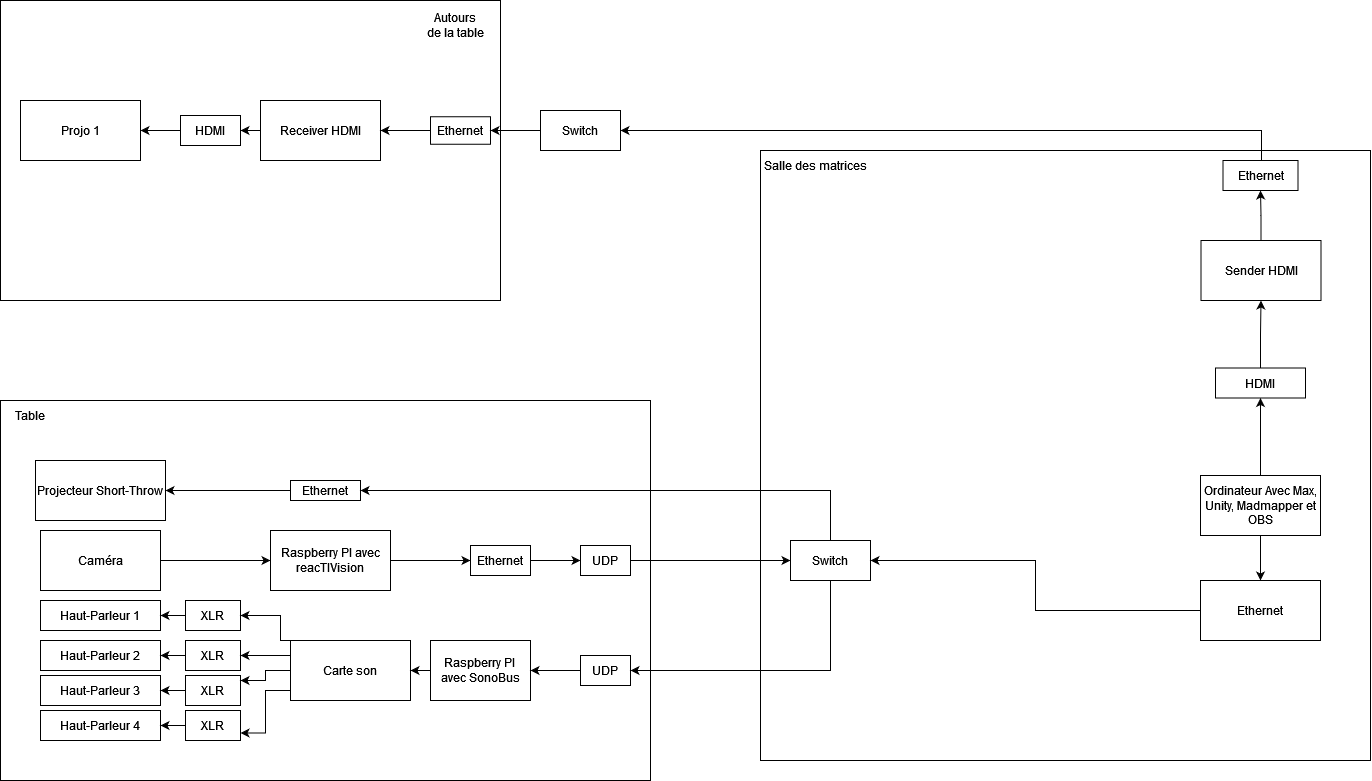 Autours
de la table
Projo 1
HDMI
Receiver HDMI
Ethernet
Switch
Salle des matrices
Ethernet
Sender HDMI
HDMI
Ordinateur Avec Max,
Unity, Madmapper et
OBS
Ethernet
Switch
Table
Projecteur Short-Throw
Ethernet
Caméra
Raspberry PI avec
reacTIVision
Ethernet
UDP
Haut-Parleur 1
XLR
Haut-Parleur 2
XLR
Haut-Parleur 3
XLR
Haut-Parleur 4
XLR
Carte son
Raspberry PI
avec SonoBus
UDP